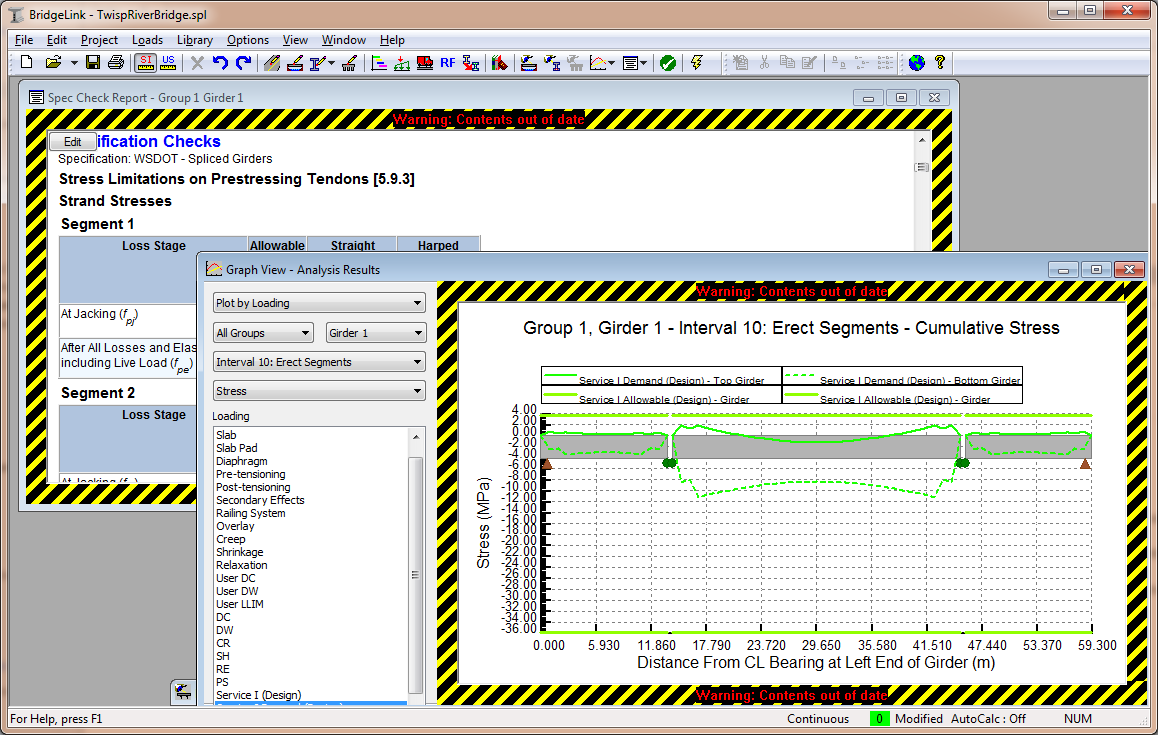 BridgeLink - TwispRiverBridge.spl
File Edit Project Loads Library Options View Window Help
SI US RF
Spec Check Report - Group 1 Girder 1
Warning: Contents out of date
Edit
ification Checks
Specification: WSDOT - Spliced Girders
Stress Limitations on Prestressing Tendons [5.9.3]
Strand Stresses
Segment 1
Loss Stage Allowable Straight Harped
At Jacking (fpj)
After All Losses and Elas
including Live Load (fpe)
Segment 2
Loss Stage
At Jacking (f
Graph View - Analysis Results
Plot by Loading
All Groups Girder 1
Interval 10: Erect Segments
Stress
Loading
Slab
Slab Pad
Diaphragm
Pre-tensioning
Post-tensioning
Secondary Effects
Railing System
Overlay
Creep
Shrinkage
Relaxation
User DC
User DW
User LLIM
DC
DW
CR
SH
RE
PS
Service I (Design)
Warning: Contents out of date
Group 1, Girder 1 - Interval 10: Erect Segments - Cumulative Stress
Service I Demand (Design) - Top Girder Service I Demand (Design) - Bottom Girder
Service I Allowable (Design) - Girder Service I Allowable (Design) - Girder
4.00
2.00
0.00
-2.00
-4.00
-6.00
-8.00
-10.00
-12.00
-14.00
-16.00
-18.00
-20.00
-22.00
-24.00
-26.00
-28.00
-30.00
-32.00
-34.00
-36.00
Stress (MPa)
0.000 5.930 11.860 17.790 23.720 29.650 35.580 41.510 47.440 53.370 59.300
Distance From CL Bearing at Left End of Girder (m)
Warning: Contents out of date
For Help, press F1
Continuous 0 Modified AutoCalc : Off NUM